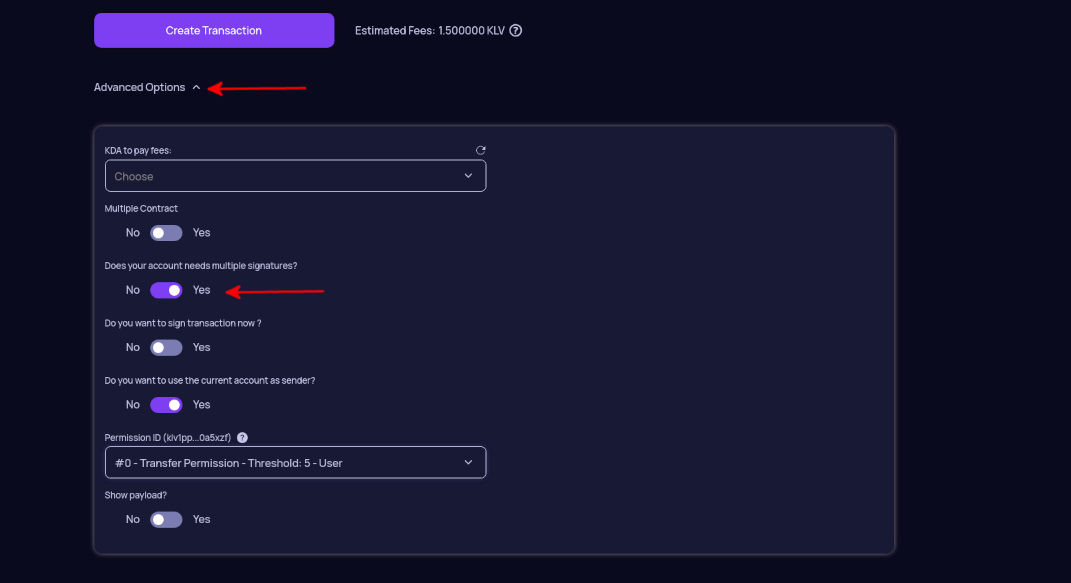 Create Transaction
Estimated Fees: 1.500000 KLV ?
Advanced Options
KDA to pay fees:
Choose
Multiple Contract
No Yes
Does your account needs multiple signatures?
No Yes
Do you want to sign transaction now ?
No Yes
Do you want to use the current account as sender?
No Yes
Permission ID (klv1pp...0a5xzf) ?
#0 - Transfer Permission - Threshold: 5 - User
Show payload?
No Yes